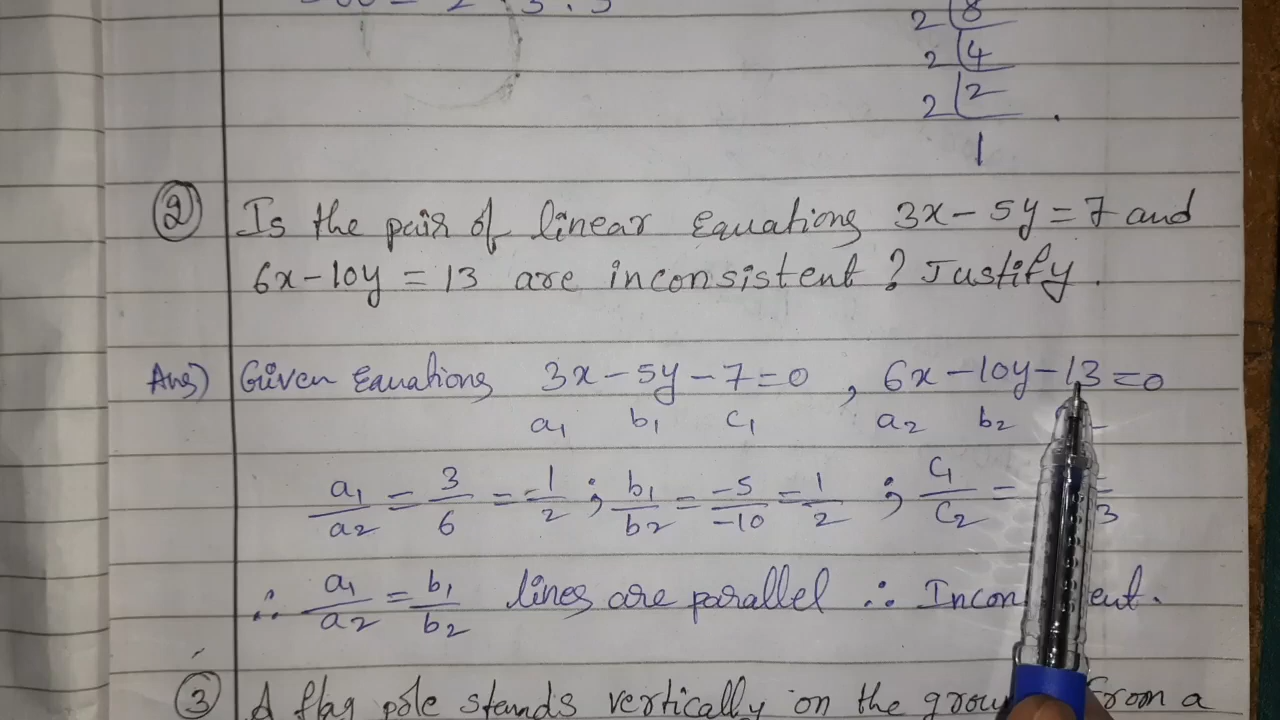 2 | 8
2 | 4
2 | 2
1
② Is the pair of linear Equations 3x - 5y = 7 and
6x - 10y = 13 are inconsistent ? Justify.
Ans) Given Equations 3x - 5y - 7 = 0 , 6x - 10y - 13 = 0
a₁ b₁ c₁ a₂ b₂
a₁/a₂ = 3/6 = 1/2 ; b₁/b₂ = -5/-10 = 1/2 ; c₁/c₂ =
∴ a₁/a₂ = b₁/b₂ lines are parallel ∴
③ A flag pole stands vertically on the from a